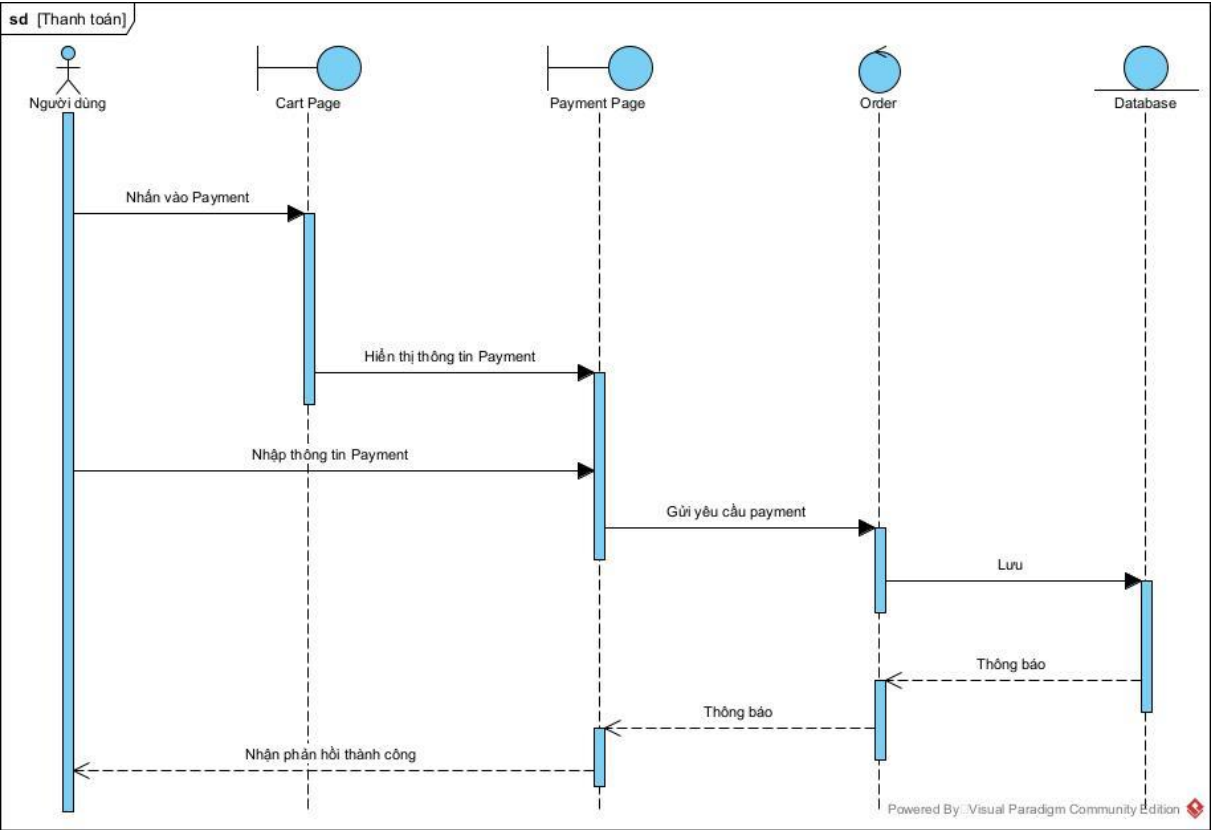 sd [Thanh toán]
Người dùng
Cart Page
Payment Page
Order
Database
Nhấn vào Payment
Hiển thị thông tin Payment
Nhập thông tin Payment
Gửi yêu cầu payment
Lưu
Thông báo
Thông báo
Nhận phản hồi thành công
Powered By Visual Paradigm Community Edition